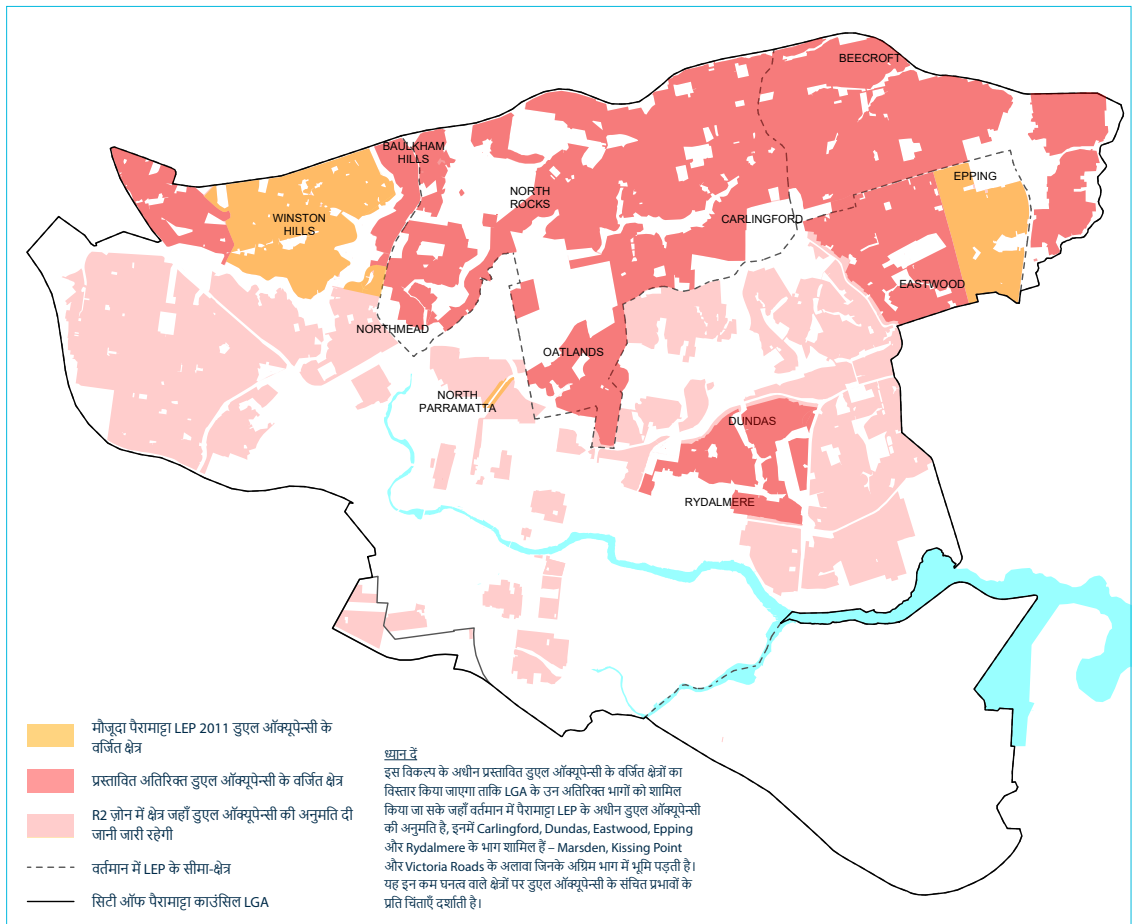 BEECROFT
BAULKHAM
HILLS
EPPING
NORTH
ROCKS
WINSTON
HILLS
CARLINGFORD
EASTWOOD
NORTHMEAD
OATLANDS
NORTH
PARRAMATTA
DUNDAS
RYDALMERE
मौजूदा पैरामाट्टा LEP 2011 डुएल ऑक्यूपेन्सी के
वर्जित क्षेत्र
प्रस्तावित अतिरिक्त डुएल ऑक्यूपेन्सी के वर्जित क्षेत्र
R2 ज़ोन में क्षेत्र जहाँ डुएल ऑक्यूपेन्सी की अनुमति दी
जानी जारी रहेगी
वर्तमान में LEP के सीमा-क्षेत्र
सिटी ऑफ पैरामाटा काउंसिल LGA
ध्यान दें
इस विकल्प के अधीन प्रस्तावित डुएल ऑक्यूपेन्सी के वर्जित क्षेत्रों का
विस्तार किया जाएगा ताकि LGA के उन अतिरिक्त भागों को शामिल
किया जा सके जहाँ वर्तमान में पैरामाट्टा LEP के अधीन डुएल ऑक्यूपेन्सी
की अनुमति है, इनमें Carlingford, Dundas, Eastwood, Epping
और Rydalmere के भाग शामिल हैं – Marsden, Kissing Point
और Victoria Roads के अलावा जिनके अग्रिम भाग में भूमि पड़ती है।
यह इन कम घनत्व वाले क्षेत्रों पर डुएल ऑक्यूपेन्सी के संचित प्रभावों के
प्रति चिंताएँ दर्शाती है।